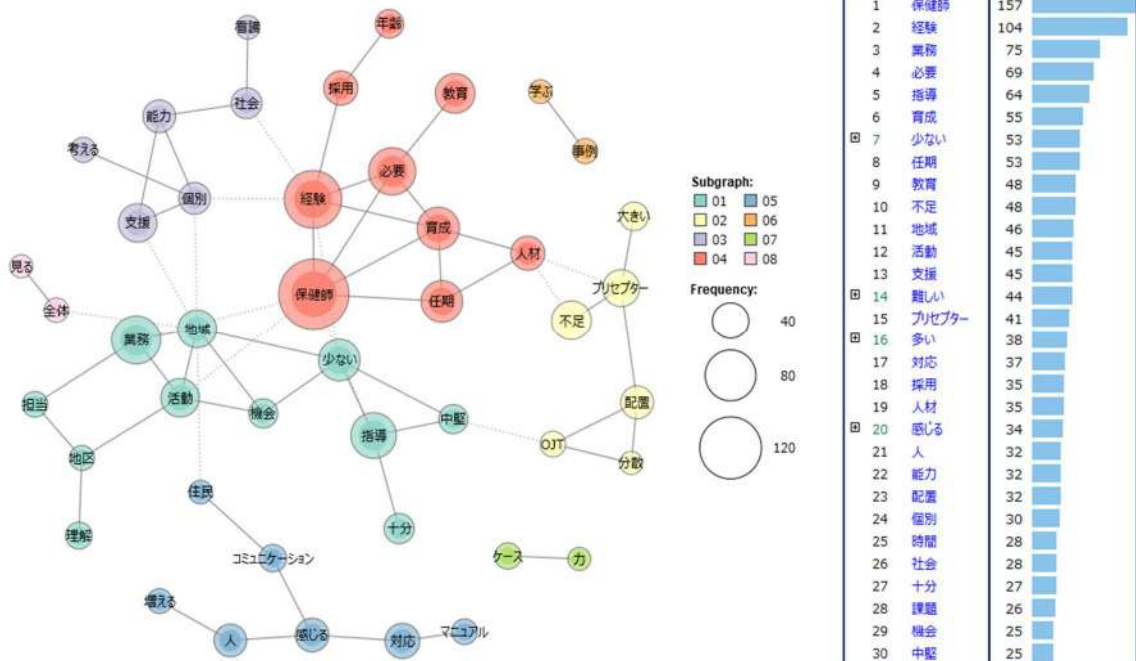 看護
年齢
採用
教育
学ぶ
社会
能力
考える
事例
必要
経験
個別
支援
育成
人材
大きい
プリセプター
不足
見る
全体
保健師
任期
地域
業務
少ない
活動
機会
担当
指導
中堅
配置
OJT
分散
地区
住民
理解
十分
コミュニケーション
ケース
力
増える
人
感じる
対応
マニュアル
Subgraph:
01 05
02 06
03 07
04 08
Frequency:
40
80
120
1 保健師 157
2 経験 104
3 業務 75
4 必要 69
5 指導 64
6 育成 55
7 少ない 53
8 任期 53
9 教育 48
10 不足 48
11 地域 46
12 活動 45
13 支援 45
14 難しい 44
15 プリセプター 41
16 多い 38
17 対応 37
18 採用 35
19 人材 35
20 感じる 34
21 人 32
22 能力 32
23 配置 32
24 個別 30
25 時間 28
26 社会 28
27 十分 27
28 課題 26
29 機会 25
30 中堅 25